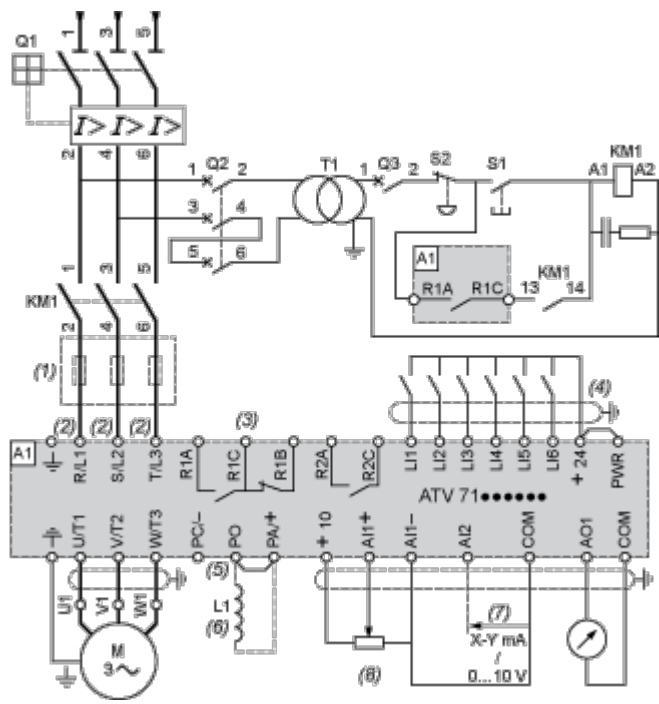 1 3 5
Q1
I> I> I>
2 4 6
1 Q2 2
T1
1 Q3 2
S2
S1
KM1
A1 A2
3 4
5 6
A1
R1A R1C
KM1
13 14
1 3 5
KM1
2 4 6
(1)
(2) (2) (2)
(3)
(4)
A1
R/L1
S/L2
T/L3
R1A
R1C
R1B
R2A
R2C
LI1
LI2
LI3
LI4
LI5
LI6
+ 24
PWR
ATV 71●●●●●●
U/T1
V/T2
W/T3
PC/-
PO
PA/+
+ 10
AI1+
AI1-
AI2
COM
AO1
COM
(5)
U1
V1
W1
L1
(6)
(7)
X-Y mA
/
0...10 V
M
3~
(8)